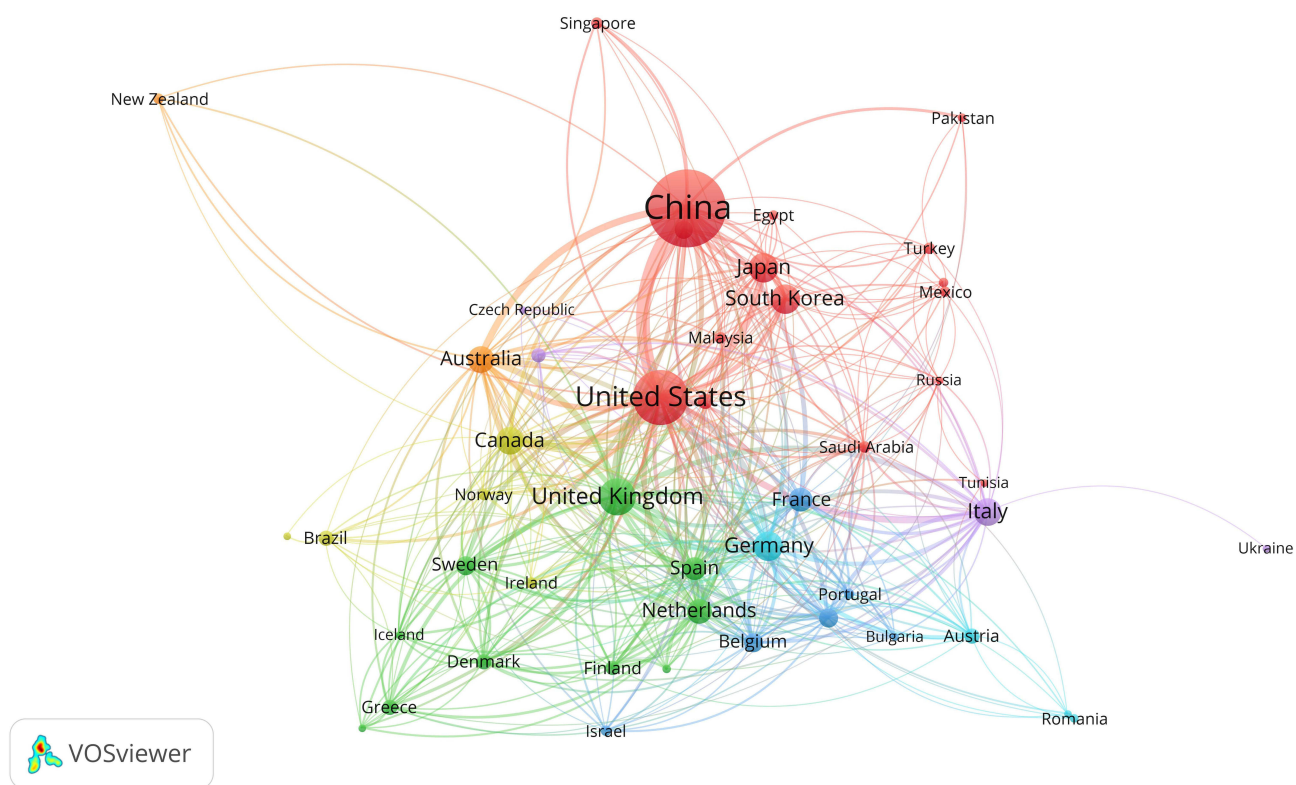 Singapore
New Zealand
Pakistan
China
Egypt
Turkey
Japan
Mexico
South Korea
Czech Republic
Malaysia
Australia
Russia
United States
Canada
Saudi Arabia
Tunisia
Norway
United Kingdom
France
Italy
Brazil
Germany
Ukraine
Sweden
Spain
Ireland
Portugal
Netherlands
Iceland
Belgium
Bulgaria
Austria
Denmark
Finland
Greece
Romania
Israel
VOSviewer